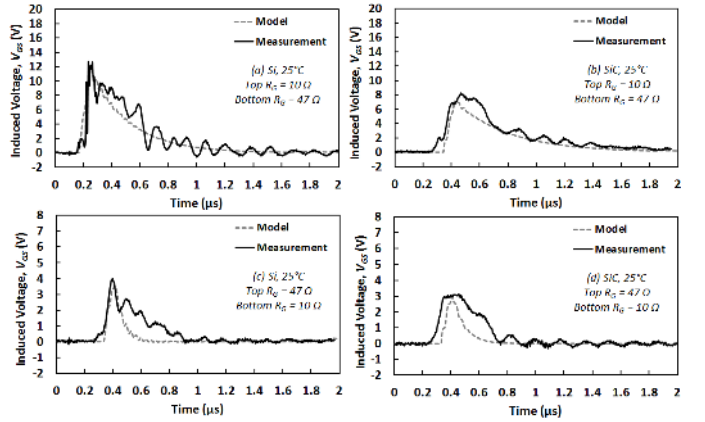 20
18
16
14
12
10
8
6
4
2
0
-2
Induced Voltage, VGS (V)
Model
Measurement
(a) Si, 25°C
Top RG = 10 Ω
Bottom RG = 47 Ω
0 0.2 0.4 0.6 0.8 1 1.2 1.4 1.6 1.8 2
Time (µs)
20
18
16
14
12
10
8
6
4
2
0
-2
Induced Voltage, VGS (V)
Model
Measurement
(b) SiC, 25°C
Top RG = 10 Ω
Bottom RG = 47 Ω
0 0.2 0.4 0.6 0.8 1 1.2 1.4 1.6 1.8 2
Time (µs)
8
7
6
5
4
3
2
1
0
-1
-2
Induced Voltage, VGS (V)
Model
Measurement
(c) Si, 25°C
Top RG = 47 Ω
Bottom RG = 10 Ω
0 0.2 0.4 0.6 0.8 1 1.2 1.4 1.6 1.8 2
Time (µs)
8
7
6
5
4
3
2
1
0
-1
-2
Induced Voltage, VGS (V)
Model
Measurement
(d) SiC, 25°C
Top RG = 47 Ω
Bottom RG = 10 Ω
0 0.2 0.4 0.6 0.8 1 1.2 1.4 1.6 1.8 2
Time (µs)